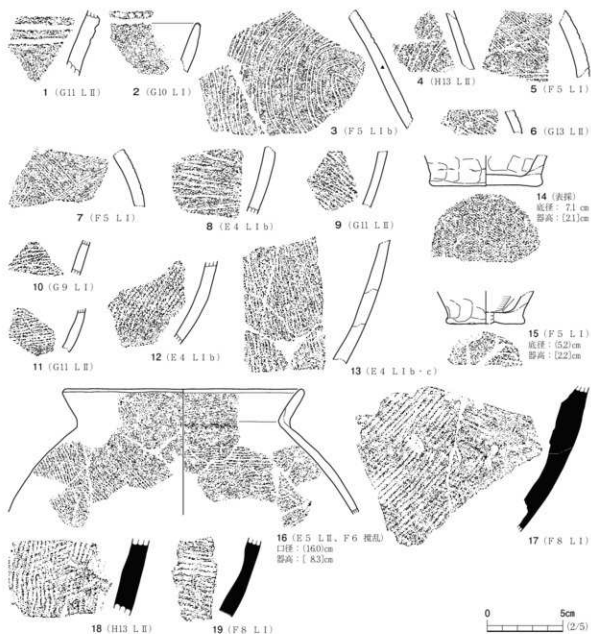 1 (G11 LⅡ)
2 (G10 LⅠ)
3 (F5 LⅠb)
4 (H13 LⅡ)
5 (F5 LⅠ)
6 (G13 LⅡ)
7 (F5 LⅠ)
8 (E4 LⅠb)
9 (G11 LⅡ)
10 (G9 LⅠ)
11 (G11 LⅡ)
12 (E4 LⅠb)
13 (E4 LⅠb・c)
14 (表採)
底径: 7.1 cm
器高: [2.1]cm
15 (F5 LⅠ)
底径: (5.2)cm
器高: [2.2]cm
16 (E5 LⅡ、F6 撹乱)
口径: (16.0)cm
器高: [ 8.3]cm
17 (F8 LⅠ)
18 (H13 LⅡ)
19 (F8 LⅠ)
0 5cm
(2/5)